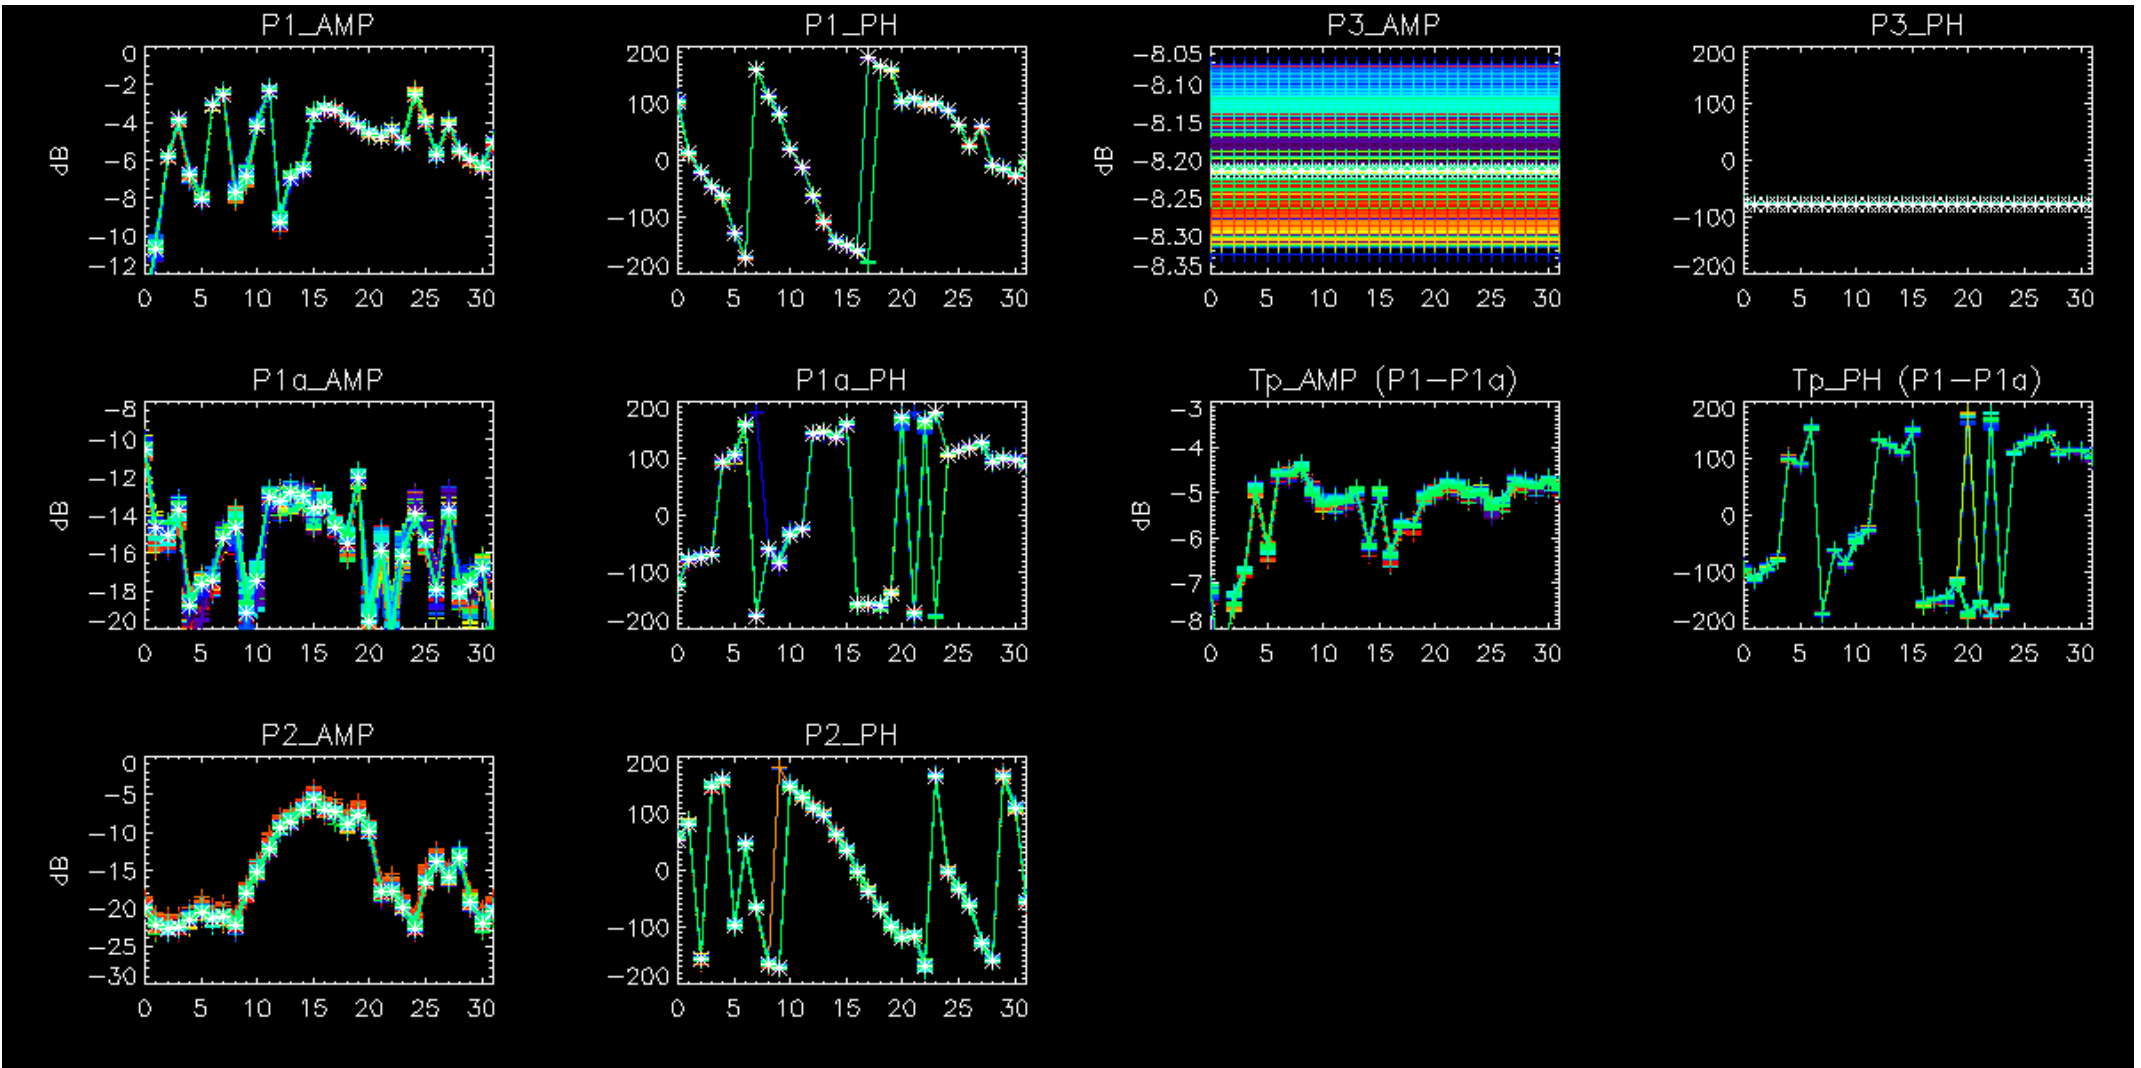 P1_AMP
0
−2
−4
−6
−8
−10
−12
dB
0 5 10 15 20 25 30
P1_PH
200
100
0
−100
−200
0 5 10 15 20 25 30
P3_AMP
−8.05
−8.10
−8.15
−8.20
−8.25
−8.30
−8.35
dB
0 5 10 15 20 25 30
P3_PH
200
100
0
−100
−200
0 5 10 15 20 25 30
P1a_AMP
−8
−10
−12
−14
−16
−18
−20
dB
0 5 10 15 20 25 30
P1a_PH
200
100
0
−100
−200
0 5 10 15 20 25 30
Tp_AMP (P1−P1a)
−3
−4
−5
−6
−7
−8
dB
0 5 10 15 20 25 30
Tp_PH (P1−P1a)
200
100
0
−100
−200
0 5 10 15 20 25 30
P2_AMP
0
−5
−10
−15
−20
−25
−30
dB
0 5 10 15 20 25 30
P2_PH
200
100
0
−100
−200
0 5 10 15 20 25 30